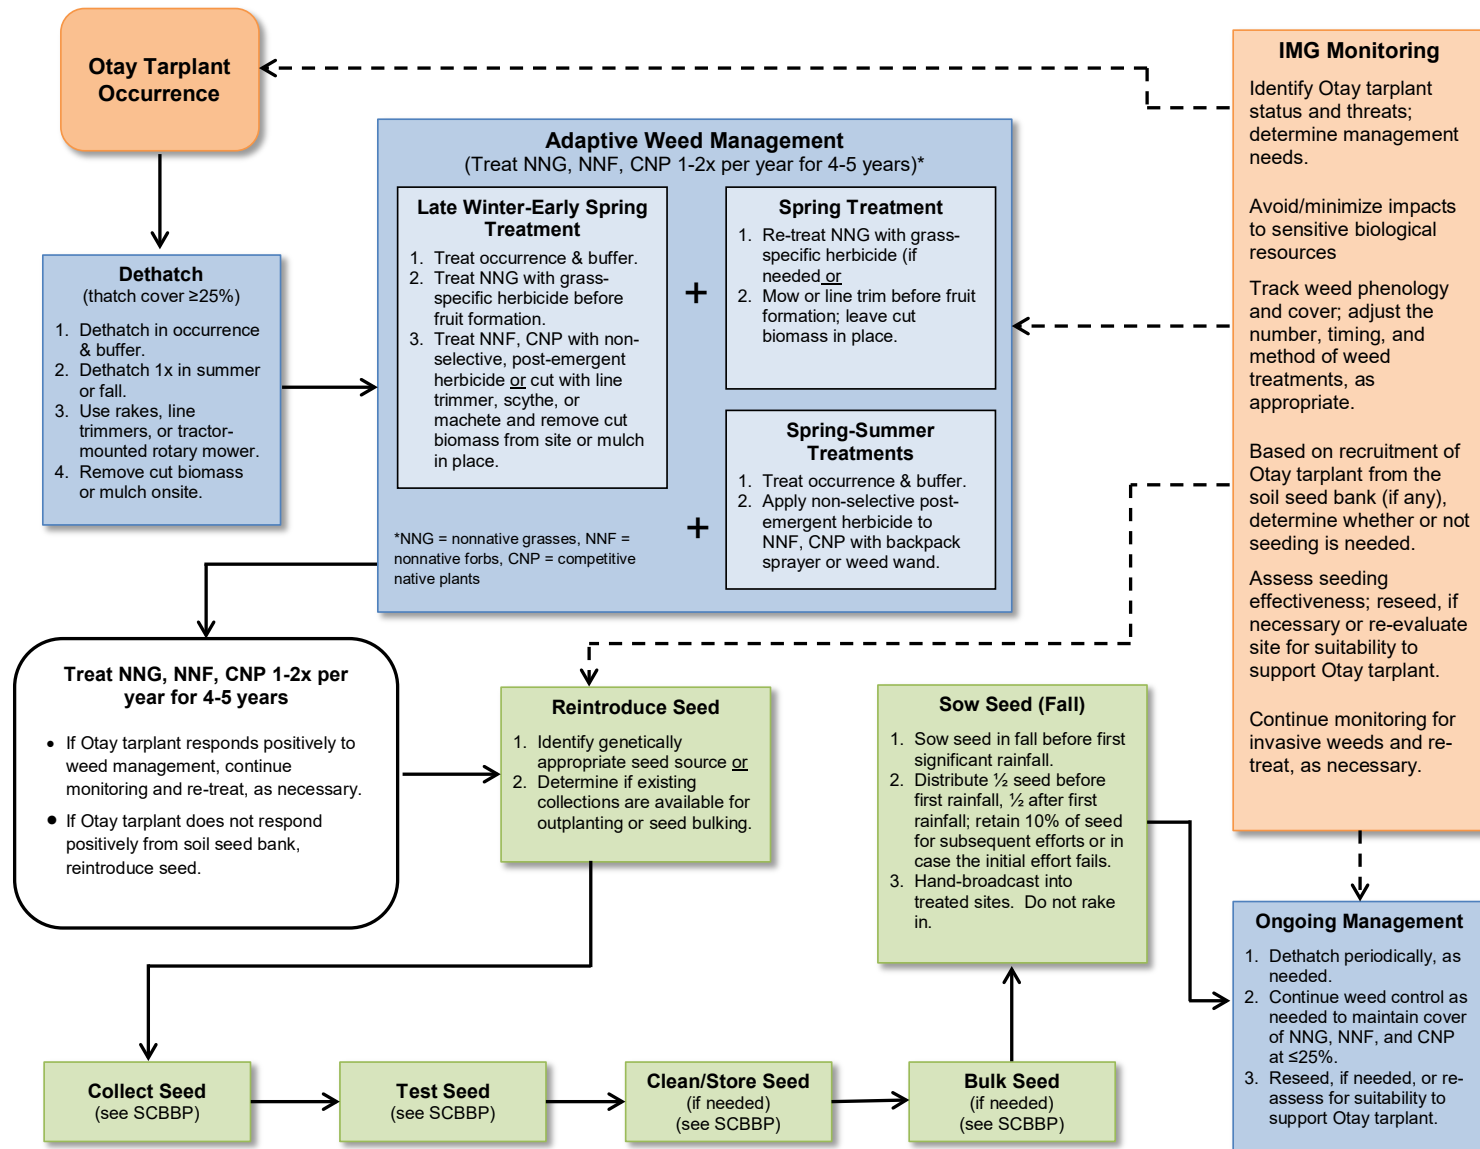 Otay Tarplant
Occurrence
Dethatch
(thatch cover ≥25%)
1. Dethatch in occurrence
& buffer.
2. Dethatch 1x in summer
or fall.
3. Use rakes, line
trimmers, or tractor-
mounted rotary mower.
4. Remove cut biomass
or mulch onsite.
Adaptive Weed Management
(Treat NNG, NNF, CNP 1-2x per year for 4-5 years)*
Late Winter-Early Spring
Treatment
1. Treat occurrence & buffer.
2. Treat NNG with grass-
specific herbicide before
fruit formation.
3. Treat NNF, CNP with non-
selective, post-emergent
herbicide or cut with line
trimmer, scythe, or
machete and remove cut
biomass from site or mulch
in place.
+
Spring Treatment
1. Re-treat NNG with grass-
specific herbicide (if
needed or
2. Mow or line trim before fruit
formation; leave cut
biomass in place.
+
Spring-Summer
Treatments
1. Treat occurrence & buffer.
2. Apply non-selective post-
emergent herbicide to
NNF, CNP with backpack
sprayer or weed wand.
*NNG = nonnative grasses, NNF =
nonnative forbs, CNP = competitive
native plants
IMG Monitoring
Identify Otay tarplant
status and threats;
determine management
needs.
Avoid/minimize impacts
to sensitive biological
resources
Track weed phenology
and cover; adjust the
number, timing, and
method of weed
treatments, as
appropriate.
Based on recruitment of
Otay tarplant from the
soil seed bank (if any),
determine whether or not
seeding is needed.
Assess seeding
effectiveness; reseed, if
necessary or re-evaluate
site for suitability to
support Otay tarplant.
Continue monitoring for
invasive weeds and re-
treat, as necessary.
Treat NNG, NNF, CNP 1-2x per
year for 4-5 years
• If Otay tarplant responds positively to
weed management, continue
monitoring and re-treat, as necessary.
• If Otay tarplant does not respond
positively from soil seed bank,
reintroduce seed.
Reintroduce Seed
1. Identify genetically
appropriate seed source or
2. Determine if existing
collections are available for
outplanting or seed bulking.
Sow Seed (Fall)
1. Sow seed in fall before first
significant rainfall.
2. Distribute ½ seed before
first rainfall, ½ after first
rainfall; retain 10% of seed
for subsequent efforts or in
case the initial effort fails.
3. Hand-broadcast into
treated sites. Do not rake
in.
Ongoing Management
1. Dethatch periodically, as
needed.
2. Continue weed control as
needed to maintain cover
of NNG, NNF, and CNP
at ≤25%.
3. Reseed, if needed, or re-
assess for suitability to
support Otay tarplant.
Collect Seed
(see SCBBP)
Test Seed
(see SCBBP)
Clean/Store Seed
(if needed)
(see SCBBP)
Bulk Seed
(if needed)
(see SCBBP)